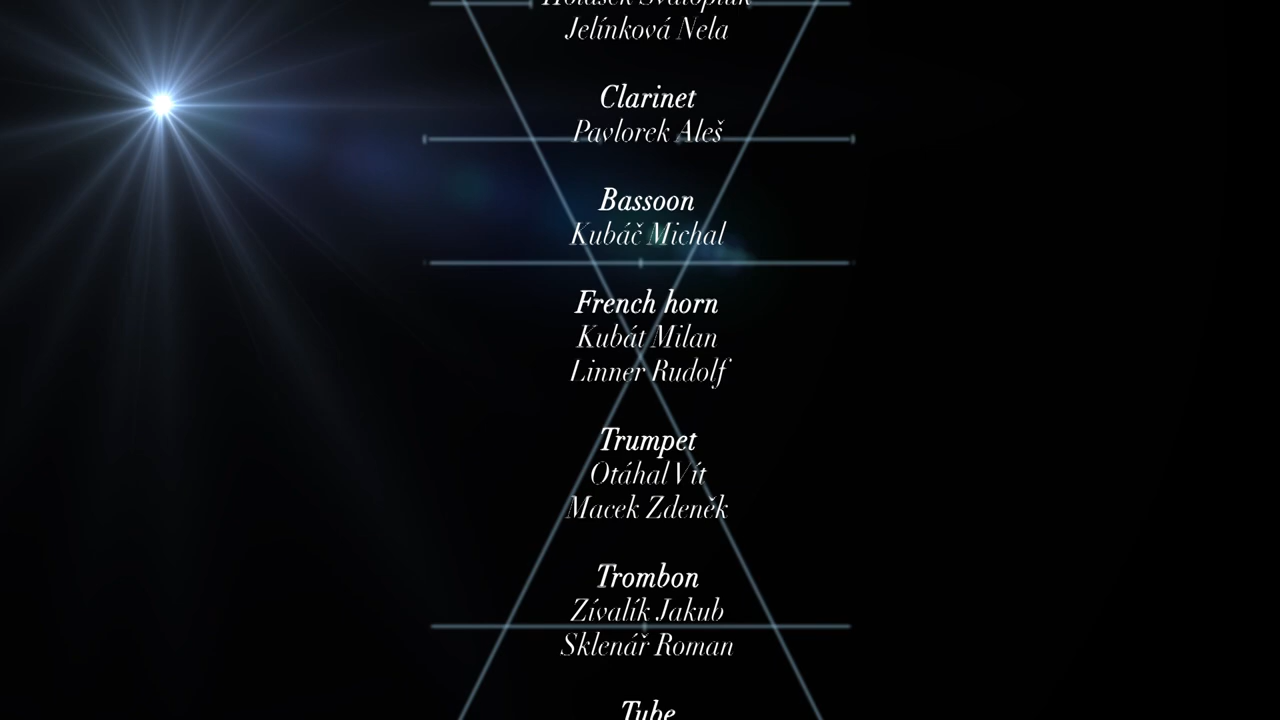 Jelínková Nela
Clarinet
Pavlorek Aleš
Bassoon
Kubáč Michal
French horn
Kubát Milan
Linner Rudolf
Trumpet
Otáhal Vít
Macek Zdeněk
Trombon
Zívalík Jakub
Sklenář Roman
Tube